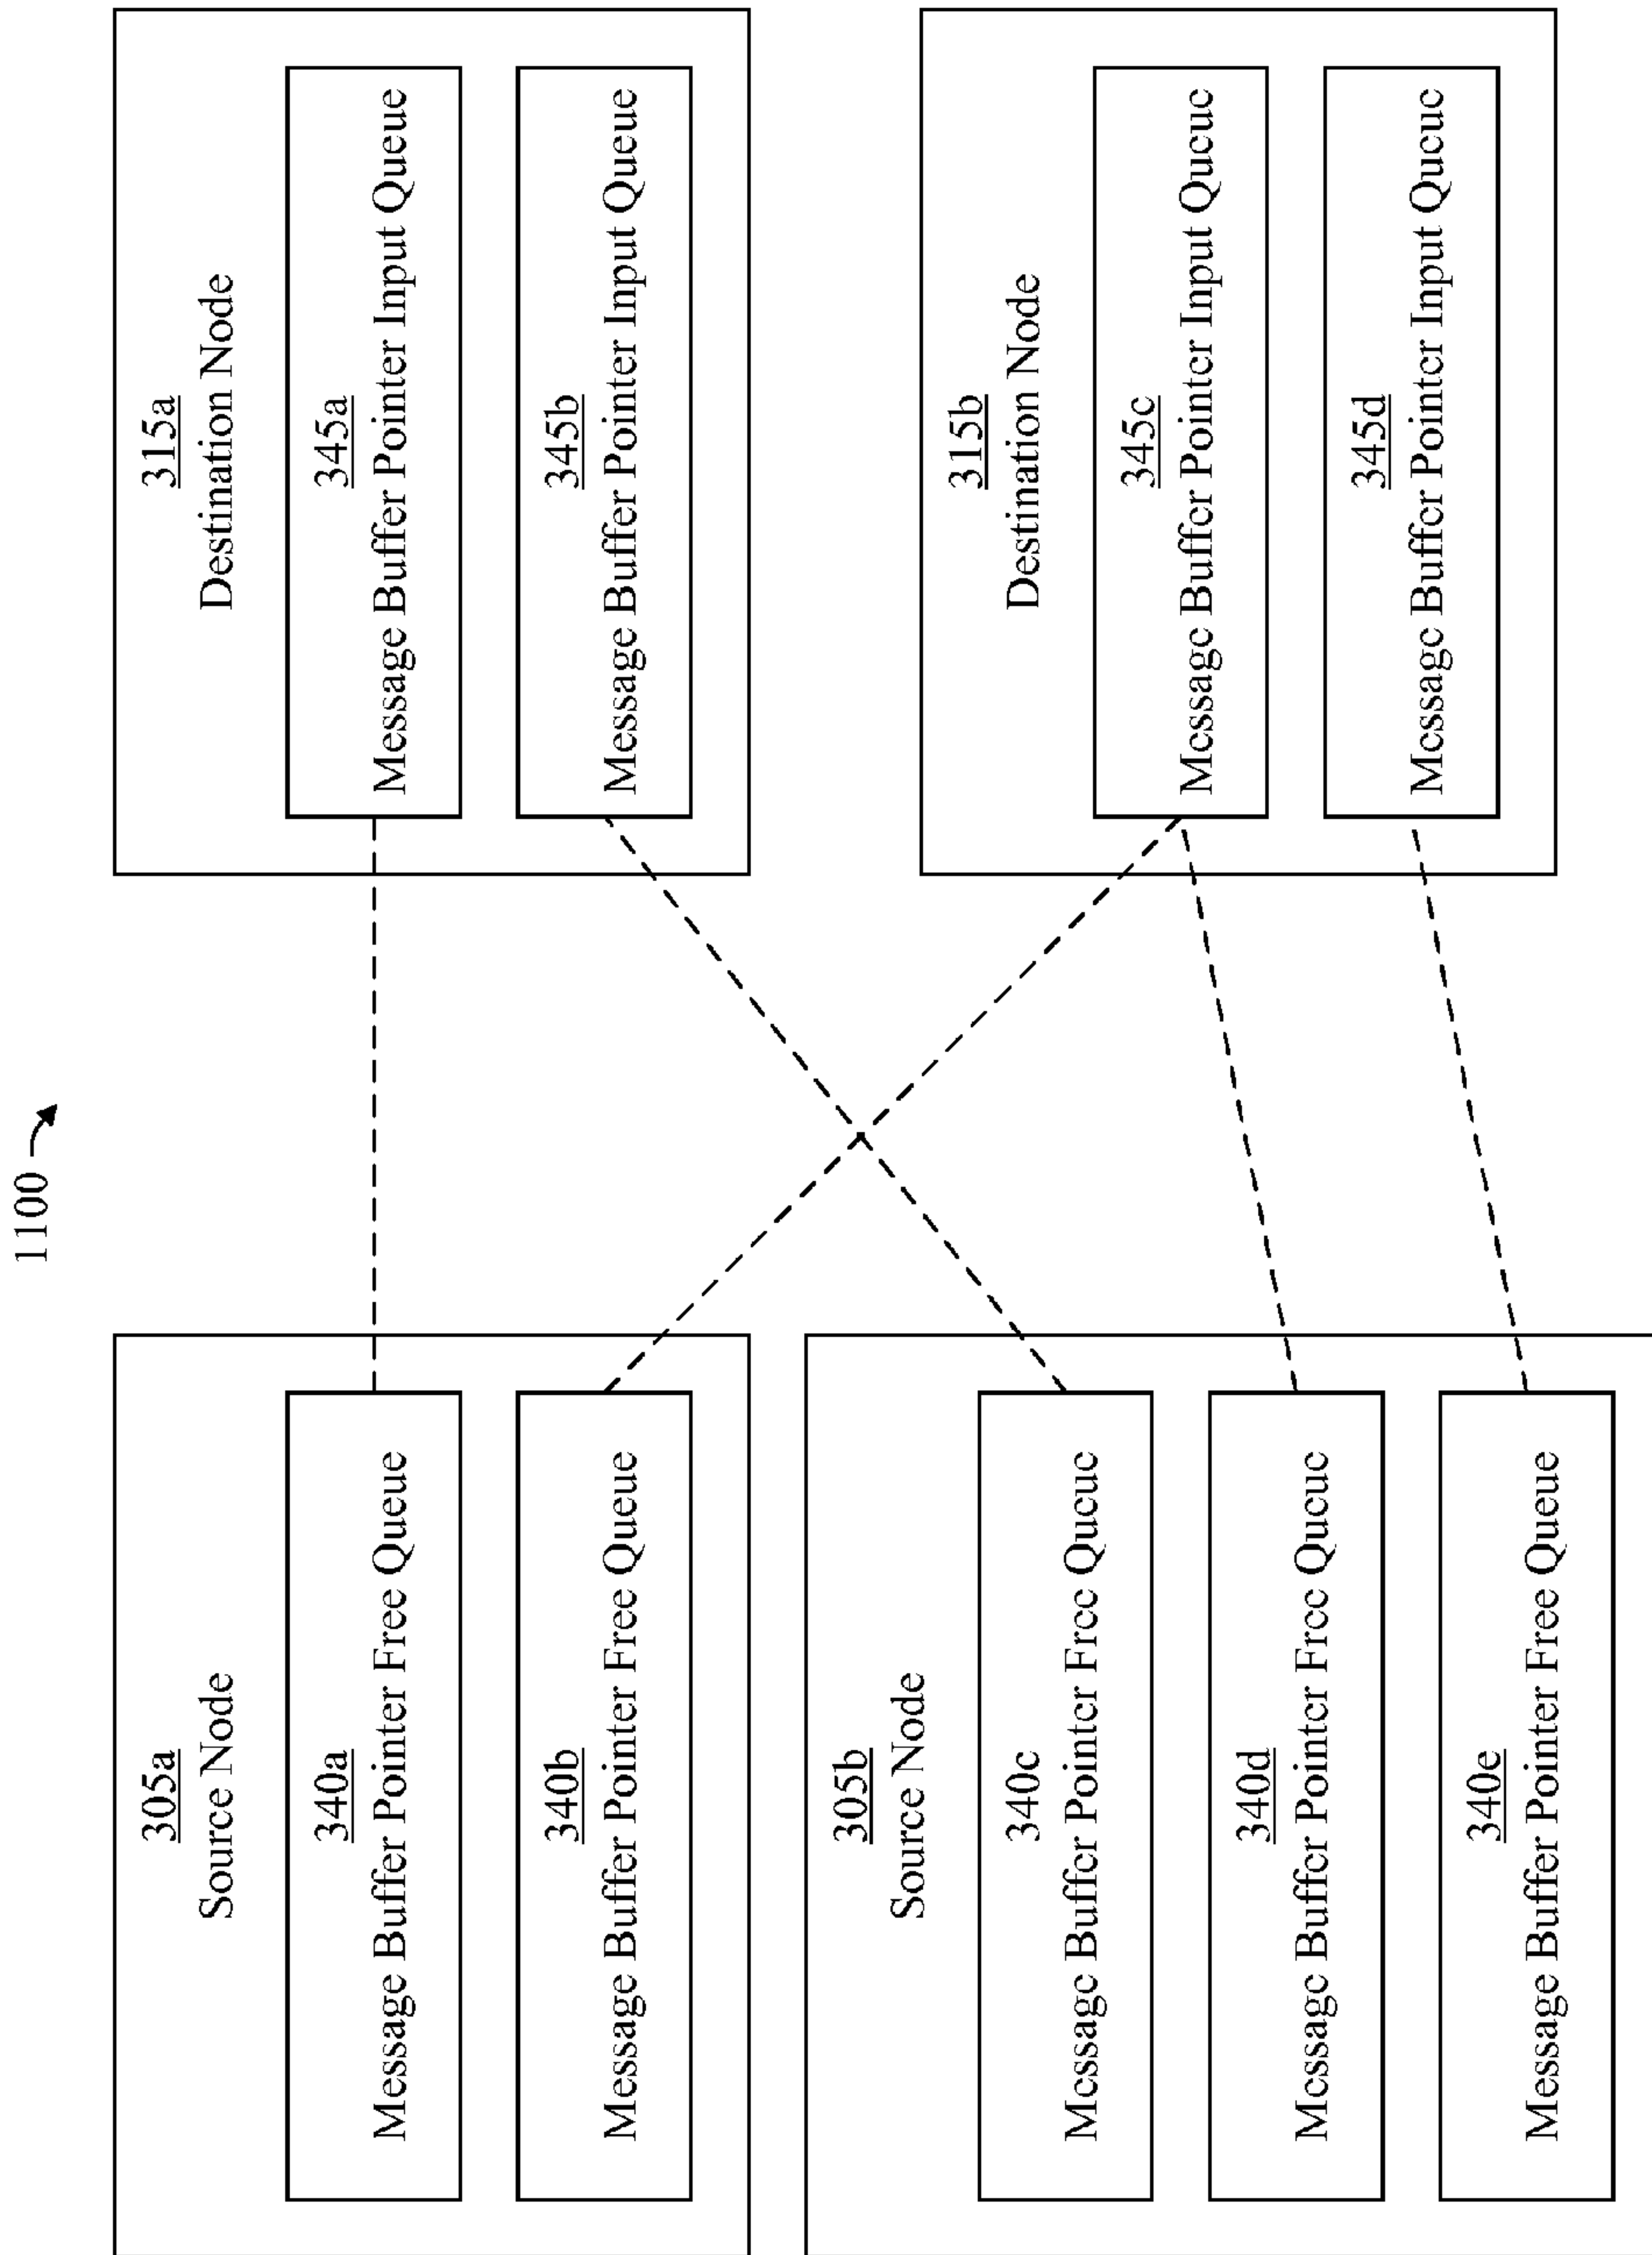 1100
305a
Source Node
340a
Message Buffer Pointer Free Queue
340b
Message Buffer Pointer Free Queue
305b
Source Node
340c
Message Buffer Pointer Free Queue
340d
Message Buffer Pointer Free Queue
340e
Message Buffer Pointer Free Queue
315a
Destination Node
345a
Message Buffer Pointer Input Queue
345b
Message Buffer Pointer Input Queue
315b
Destination Node
345c
Message Buffer Pointer Input Queue
345d
Message Buffer Pointer Input Queue